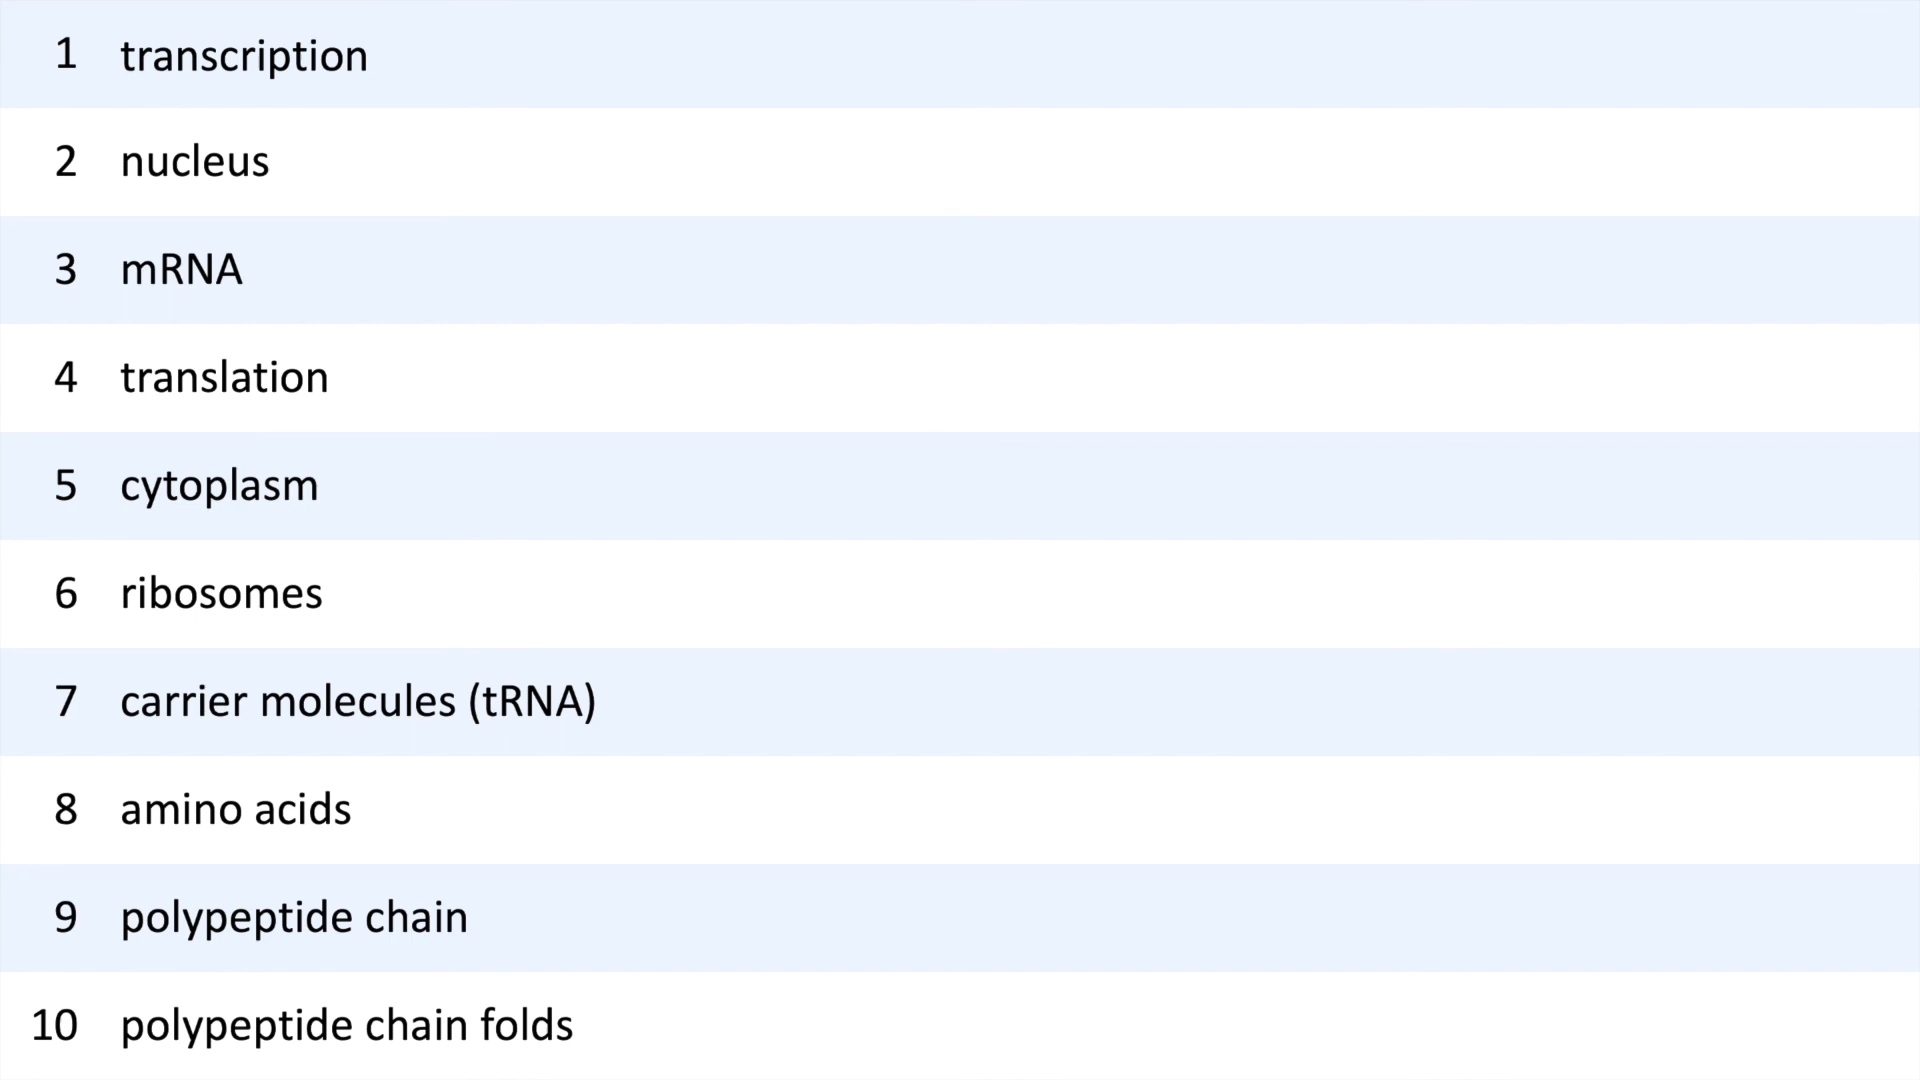 1 transcription
2 nucleus
3 mRNA
4 translation
5 cytoplasm
6 ribosomes
7 carrier molecules (tRNA)
8 amino acids
9 polypeptide chain
10 polypeptide chain folds